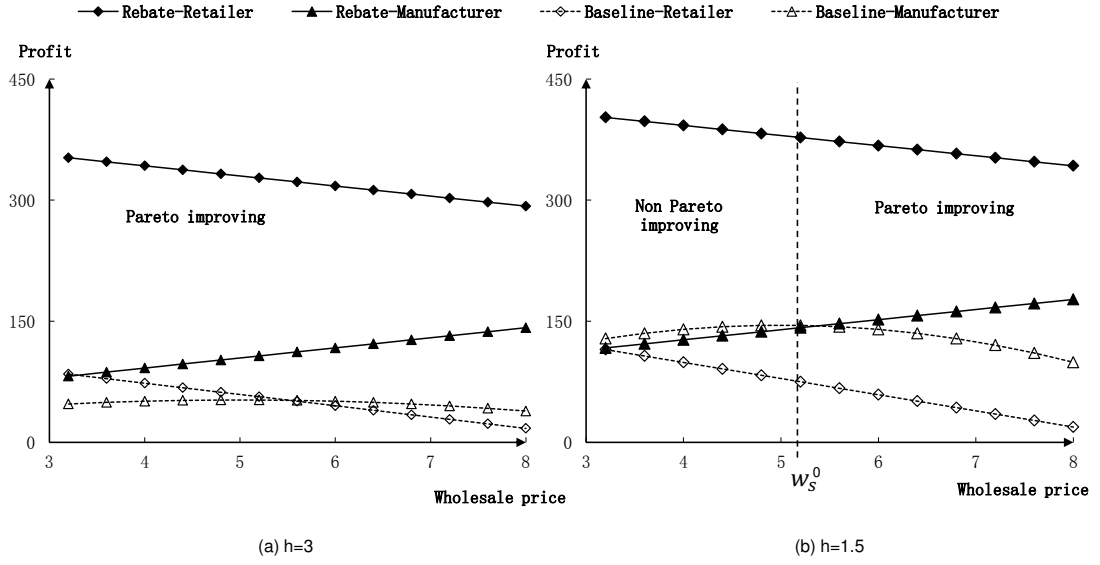 Rebate-Retailer Rebate-Manufacturer Baseline-Retailer Baseline-Manufacturer
Profit
450
300
150
0
3 4 5 6 7 8
Pareto improving
Wholesale price
(a) h=3
Profit
450
300
150
0
3 4 5 6 7 8
Non Pareto
improving
Pareto improving
w_s^0
Wholesale price
(b) h=1.5